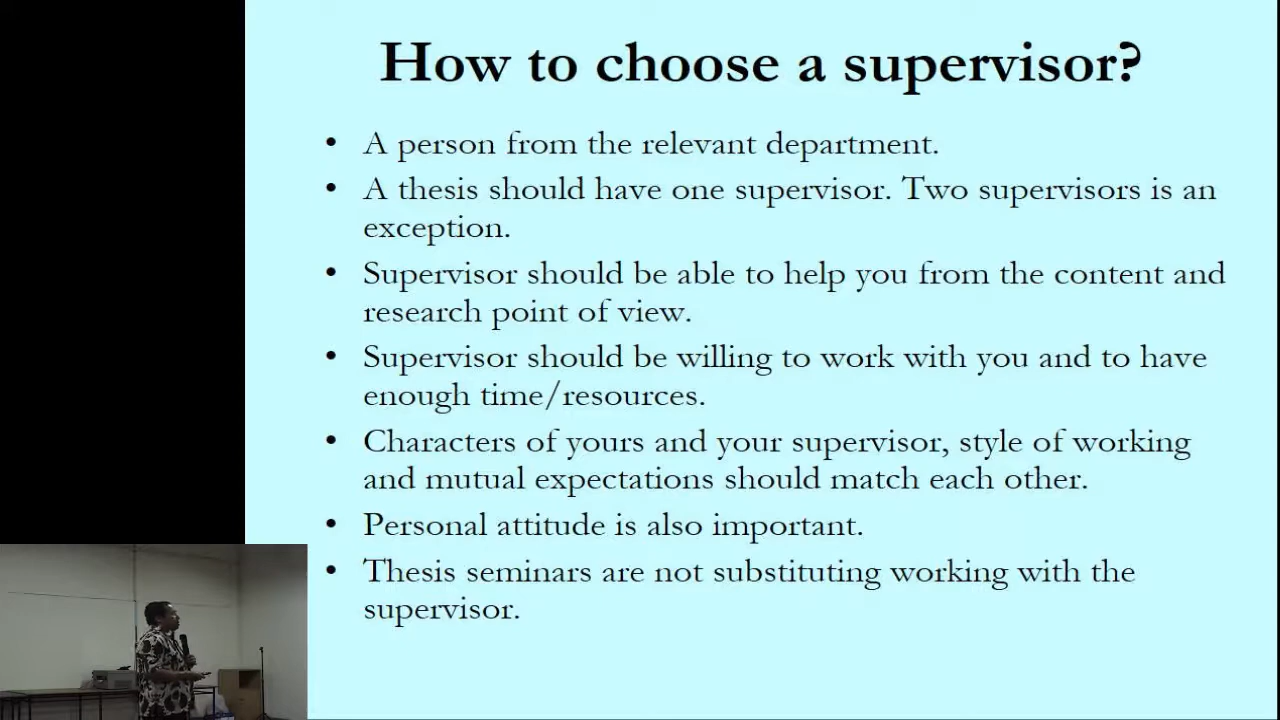 How to choose a supervisor?
• A person from the relevant department.
• A thesis should have one supervisor. Two supervisors is an
exception.
• Supervisor should be able to help you from the content and
research point of view.
• Supervisor should be willing to work with you and to have
enough time/resources.
• Characters of yours and your supervisor, style of working
and mutual expectations should match each other.
• Personal attitude is also important.
• Thesis seminars are not substituting working with the
supervisor.